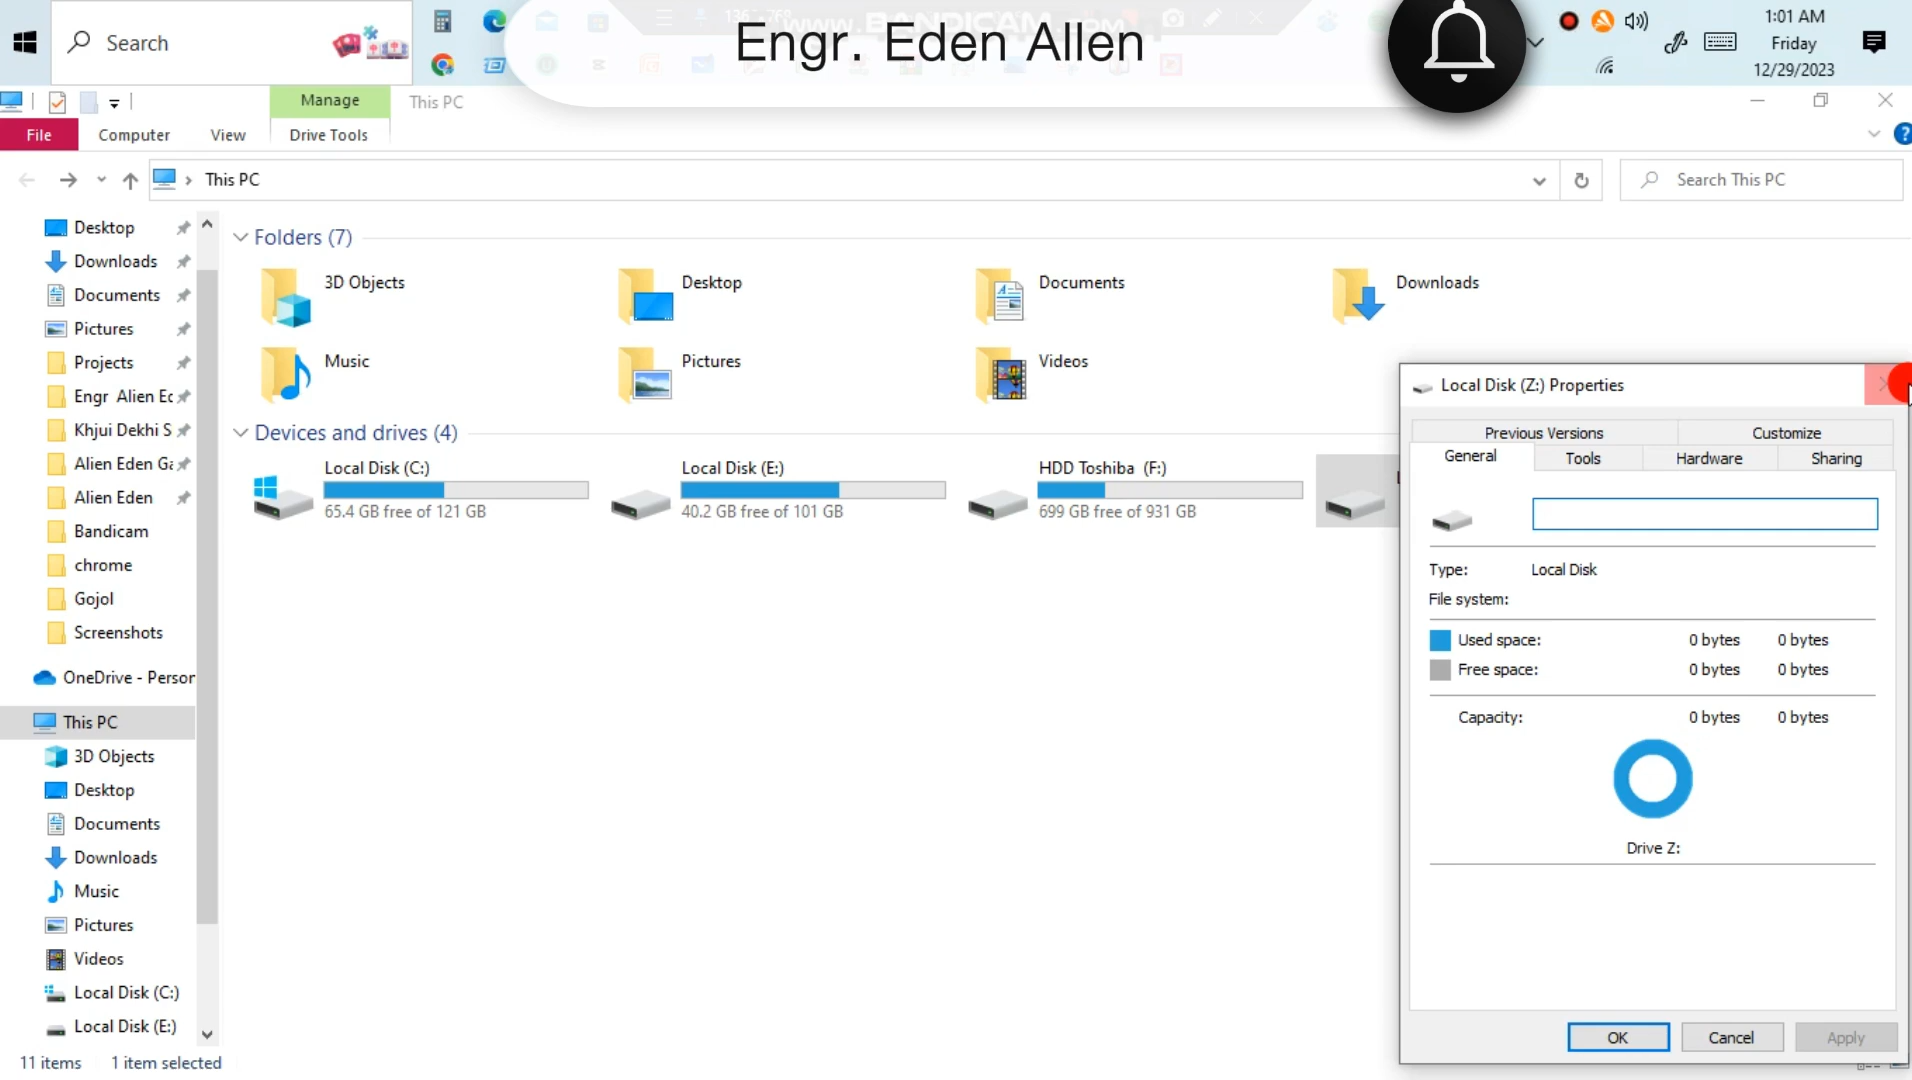 Search
www.BANDICAM.com
Engr. Eden Allen
1:01 AM
Friday
12/29/2023
Manage
This PC
File
Computer
View
Drive Tools
This PC
Search This PC
Desktop
Downloads
Documents
Pictures
Projects
Engr Alien Ec
Khjui Dekhi S
Alien Eden Ga
Alien Eden
Bandicam
chrome
Gojol
Screenshots
OneDrive - Person
This PC
3D Objects
Desktop
Documents
Downloads
Music
Pictures
Videos
Local Disk (C:)
Local Disk (E:)
Folders (7)
3D Objects
Desktop
Documents
Downloads
Music
Pictures
Videos
Devices and drives (4)
Local Disk (C:)
65.4 GB free of 121 GB
Local Disk (E:)
40.2 GB free of 101 GB
HDD Toshiba (F:)
699 GB free of 931 GB
Local Disk (Z:) Properties
Previous Versions
Customize
General
Tools
Hardware
Sharing
Type: Local Disk
File system:
Used space: 0 bytes 0 bytes
Free space: 0 bytes 0 bytes
Capacity: 0 bytes 0 bytes
Drive Z:
OK
Cancel
Apply
11 items
1 item selected